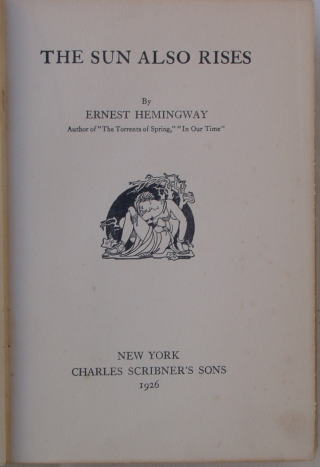 THE SUN ALSO RISES
By
ERNEST HEMINGWAY
Author of "The Torrents of Spring," "In Our Time"
NEW YORK
CHARLES SCRIBNER'S SONS
1926